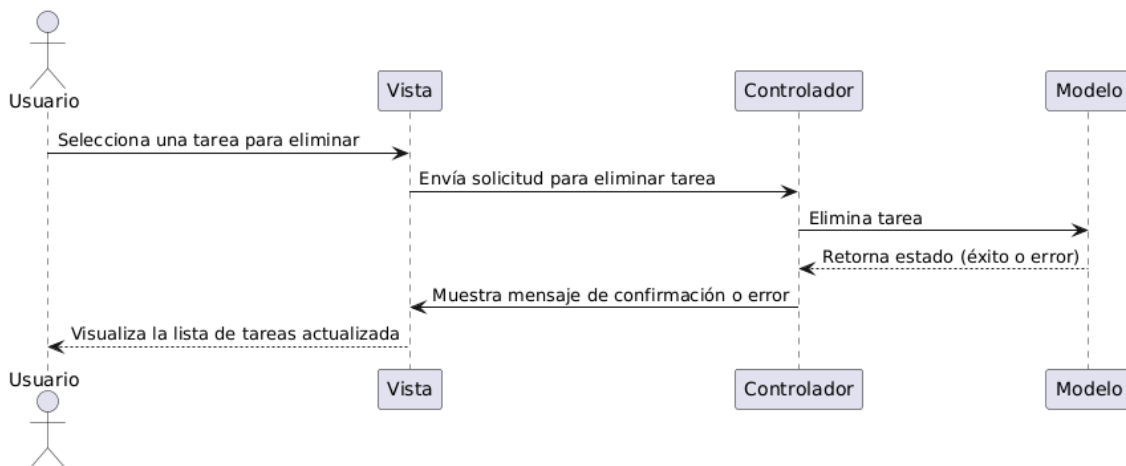 Usuario
Vista
Controlador
Modelo
Selecciona una tarea para eliminar
Envía solicitud para eliminar tarea
Elimina tarea
Retorna estado (éxito o error)
Muestra mensaje de confirmación o error
Visualiza la lista de tareas actualizada
Usuario
Vista
Controlador
Modelo